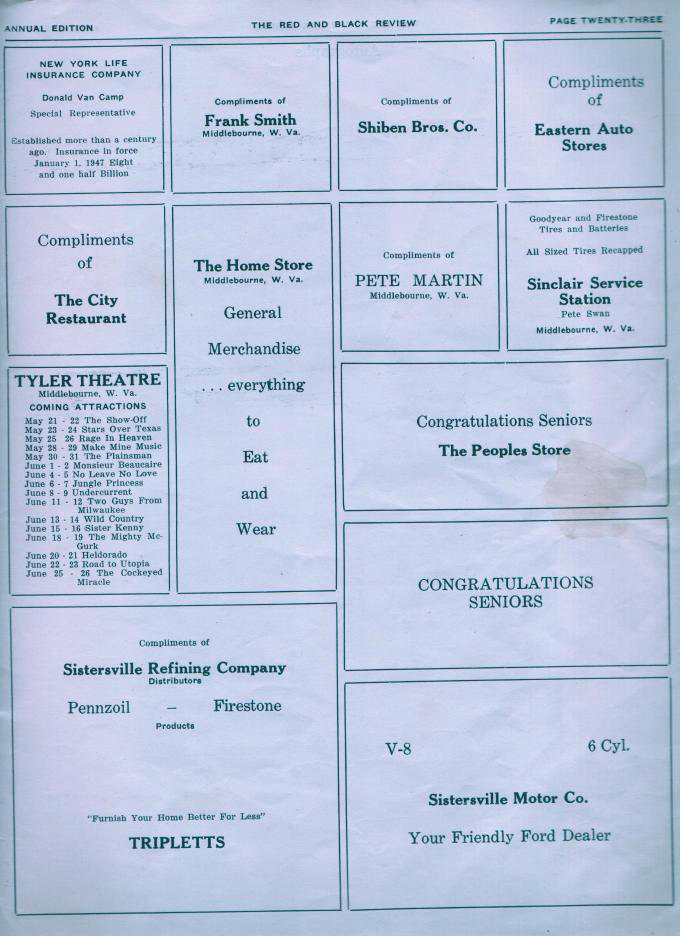 ANNUAL EDITION
THE RED AND BLACK REVIEW
PAGE TWENTY-THREE
NEW YORK LIFE
INSURANCE COMPANY
Donald Van Camp
Special Representative
Established more than a century
ago. Insurance in force
January 1, 1947 Eight
and one half Billion
Compliments of
Frank Smith
Middlebourne, W. Va.
Compliments of
Shiben Bros. Co.
Compliments
of
Eastern Auto
Stores
Compliments
of
The City
Restaurant
The Home Store
Middlebourne, W. Va.
General
Merchandise
... everything
to
Eat
and
Wear
Compliments of
PETE MARTIN
Middlebourne, W. Va.
Goodyear and Firestone
Tires and Batteries
All Sized Tires Recapped
Sinclair Service
Station
Pete Swan
Middlebourne, W. Va.
TYLER THEATRE
Middlebourne, W. Va.
COMING ATTRACTIONS
May 21 - 22 The Show-Off
May 23 - 24 Stars Over Texas
May 25 26 Rage In Heaven
May 28 - 29 Make Mine Music
May 30 - 31 The Plainsman
June 1 - 2 Monsieur Beaucaire
June 4 - 5 No Leave No Love
June 6 - 7 Jungle Princess
June 8 - 9 Undercurrent
June 11 - 12 Two Guys From
Milwaukee
June 13 - 14 Wild Country
June 15 - 16 Sister Kenny
June 18 - 19 The Mighty Mc-
Gurk
June 20 - 21 Heldorado
June 22 - 23 Road to Utopia
June 25 - 26 The Cockeyed
Miracle
Congratulations Seniors
The Peoples Store
CONGRATULATIONS
SENIORS
Compliments of
Sistersville Refining Company
Distributors
Pennzoil – Firestone
Products
"Furnish Your Home Better For Less"
TRIPLETTS
V-8 6 Cyl.
Sistersville Motor Co.
Your Friendly Ford Dealer